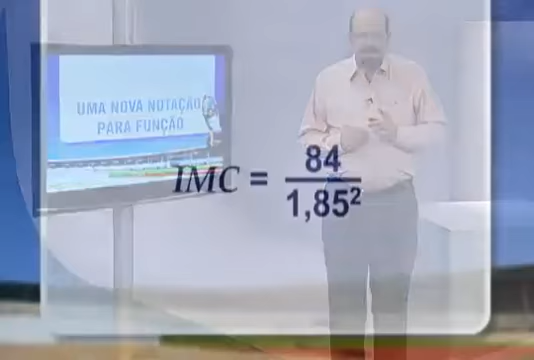 UMA NOVA NOTAÇÃO
PARA FUNÇÃO
IMC = 84
1,85²